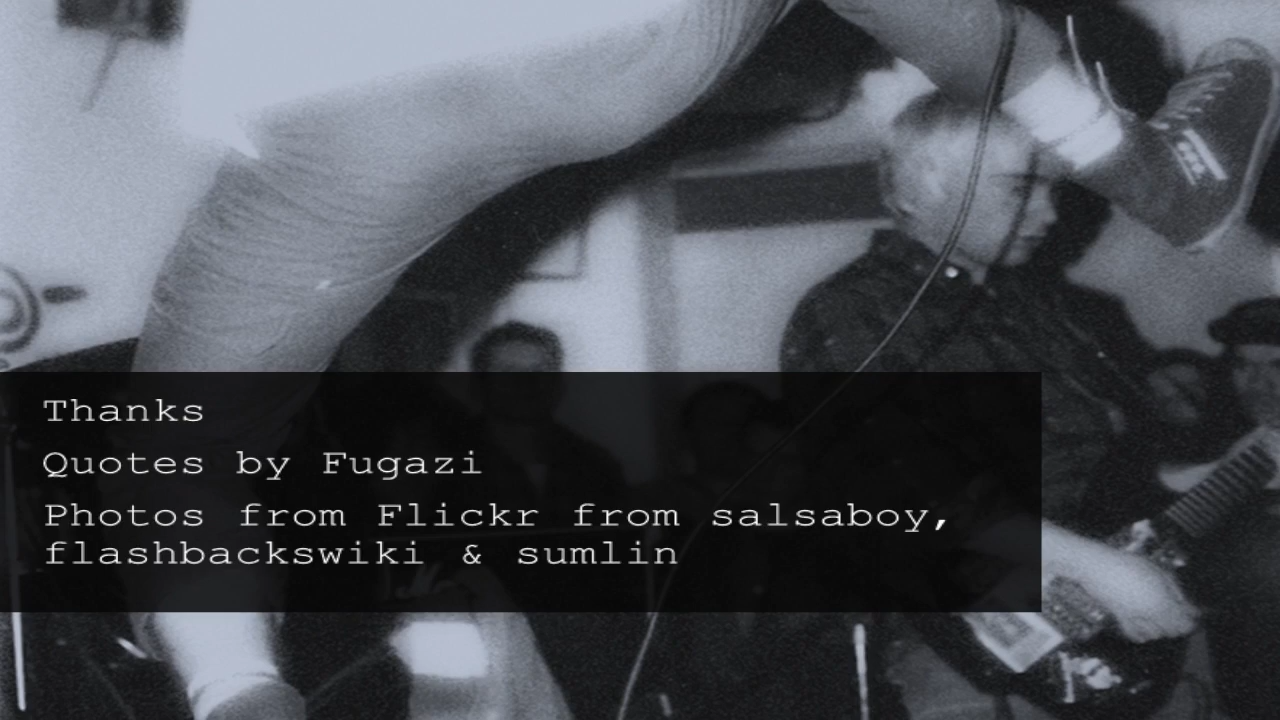 Thanks
Quotes by Fugazi
Photos from Flickr from salsaboy,
flashbackswiki & sumlin